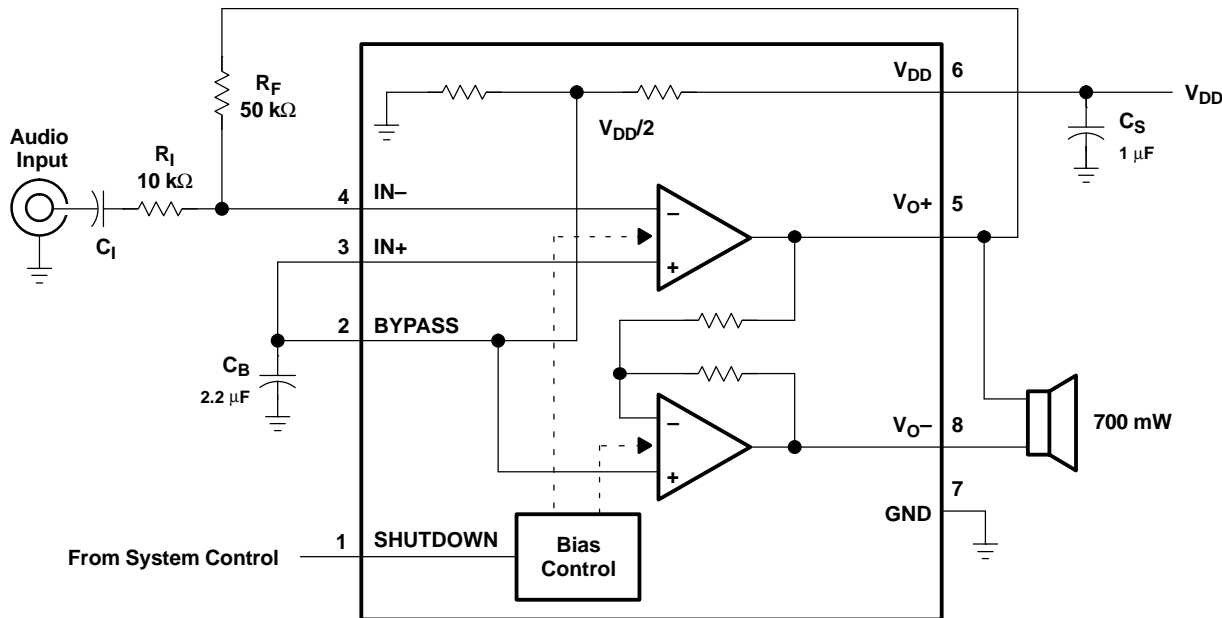 V_DD 6
R_F
50 kΩ
V_DD/2
V_DD
C_S
1 μF
Audio
Input
R_I
10 kΩ
C_I
4 IN–
V_O+ 5
−
+
3 IN+
2 BYPASS
C_B
2.2 μF
−
+
V_O– 8
700 mW
7
GND
From System Control
1 SHUTDOWN
Bias
Control